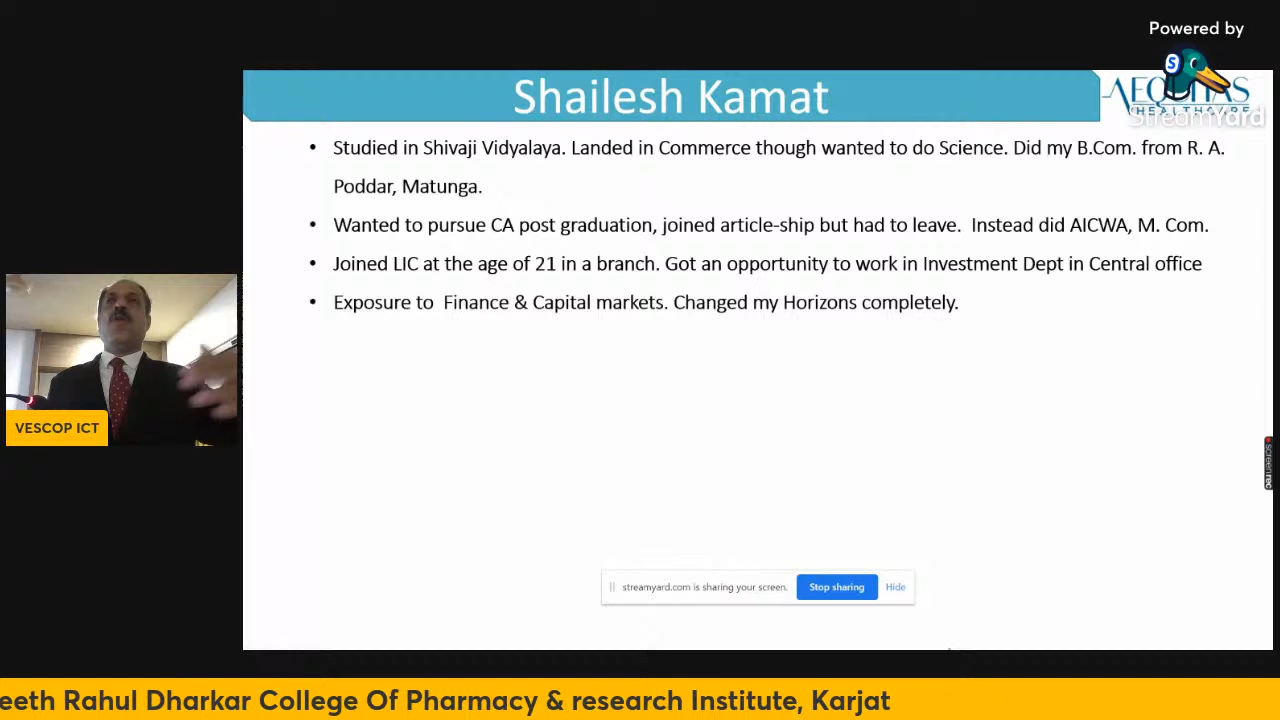 Powered by
StreamYard
Shailesh Kamat
AEQUITAS
HEALTHCARE
• Studied in Shivaji Vidyalaya. Landed in Commerce though wanted to do Science. Did my B.Com. from R. A.
Poddar, Matunga.
• Wanted to pursue CA post graduation, joined article-ship but had to leave. Instead did AICWA, M. Com.
• Joined LIC at the age of 21 in a branch. Got an opportunity to work in Investment Dept in Central office
• Exposure to Finance & Capital markets. Changed my Horizons completely.
VESCOP ICT
screenrec
streamyard.com is sharing your screen.
Stop sharing
Hide
eeth Rahul Dharkar College Of Pharmacy & research Institute, Karjat